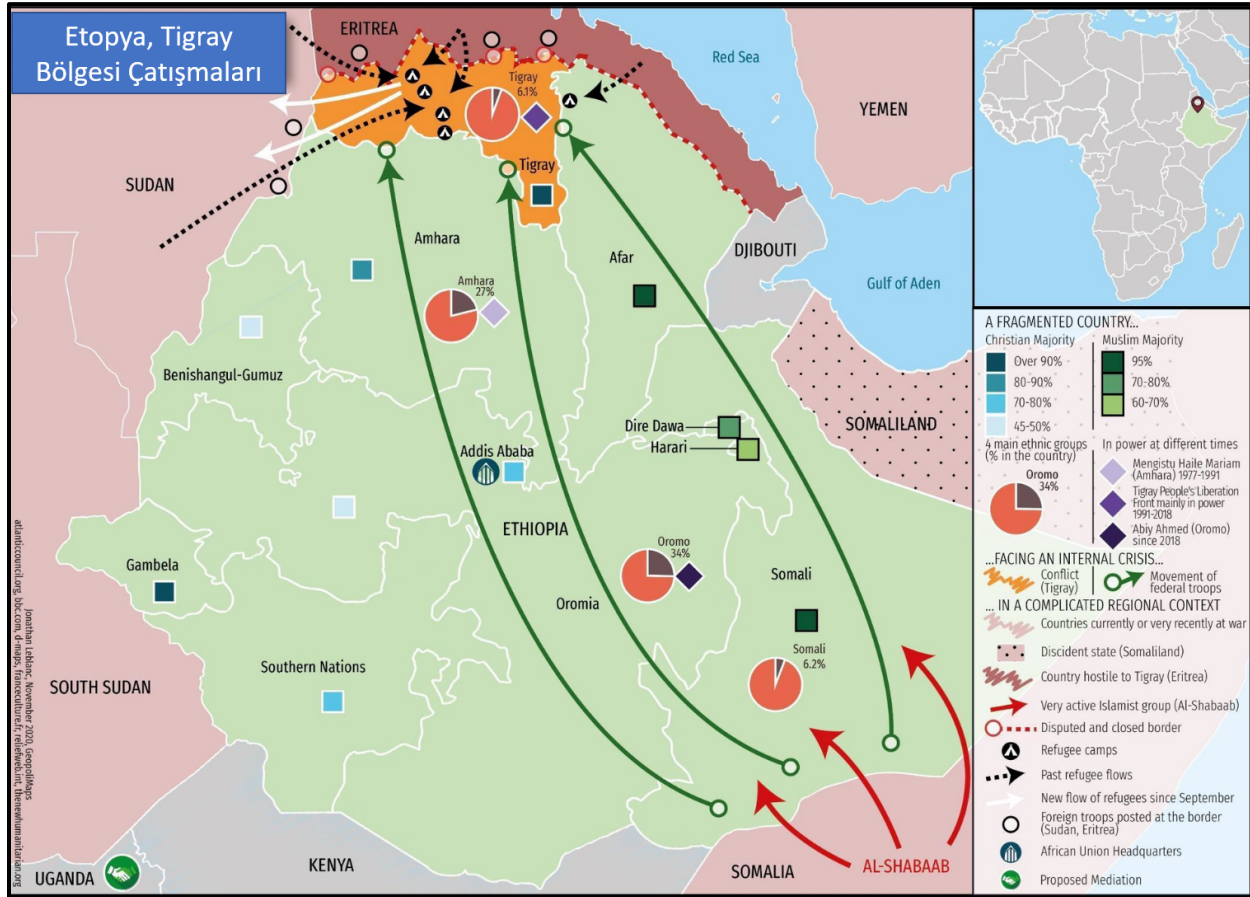 Etopya, Tigray
Bölgesi Çatışmaları
ERITREA
Red Sea
YEMEN
Tigray
6.1%
Tigray
SUDAN
Amhara
Afar
DJIBOUTI
Gulf of Aden
Amhara
27%
Benishangul-Gumuz
SOMALILAND
Dire Dawa
Harari
Addis Ababa
ETHIOPIA
Gambela
Oromo
34%
Oromia
Somali
Somali
6.2%
Southern Nations
SOUTH SUDAN
KENYA
UGANDA
SOMALIA
AL-SHABAAB
Jonathan Leblanc, November 2020, GeopoliMaps
atlanticcouncil.org, bbc.com, d-maps, franceculture.fr, reliefweb.int, thenewhumanitarian.org
A FRAGMENTED COUNTRY...
Christian Majority
Over 90%
80-90%
70-80%
45-50%
Muslim Majority
95%
70-80%
60-70%
4 main ethnic groups
(% in the country)
Oromo
34%
In power at different times
Mengistu Haile Mariam
(Amhara) 1977-1991
Tigray People's Liberation
Front mainly in power
1991-2018
Abiy Ahmed (Oromo)
since 2018
...FACING AN INTERNAL CRISIS...
Conflict
(Tigray)
Movement of
federal troops
... IN A COMPLICATED REGIONAL CONTEXT
Countries currently or very recently at war
Discident state (Somaliland)
Country hostile to Tigray (Eritrea)
Very active Islamist group (Al-Shabaab)
Disputed and closed border
Refugee camps
Past refugee flows
New flow of refugees since September
Foreign troops posted at the border
(Sudan, Eritrea)
African Union Headquarters
Proposed Mediation